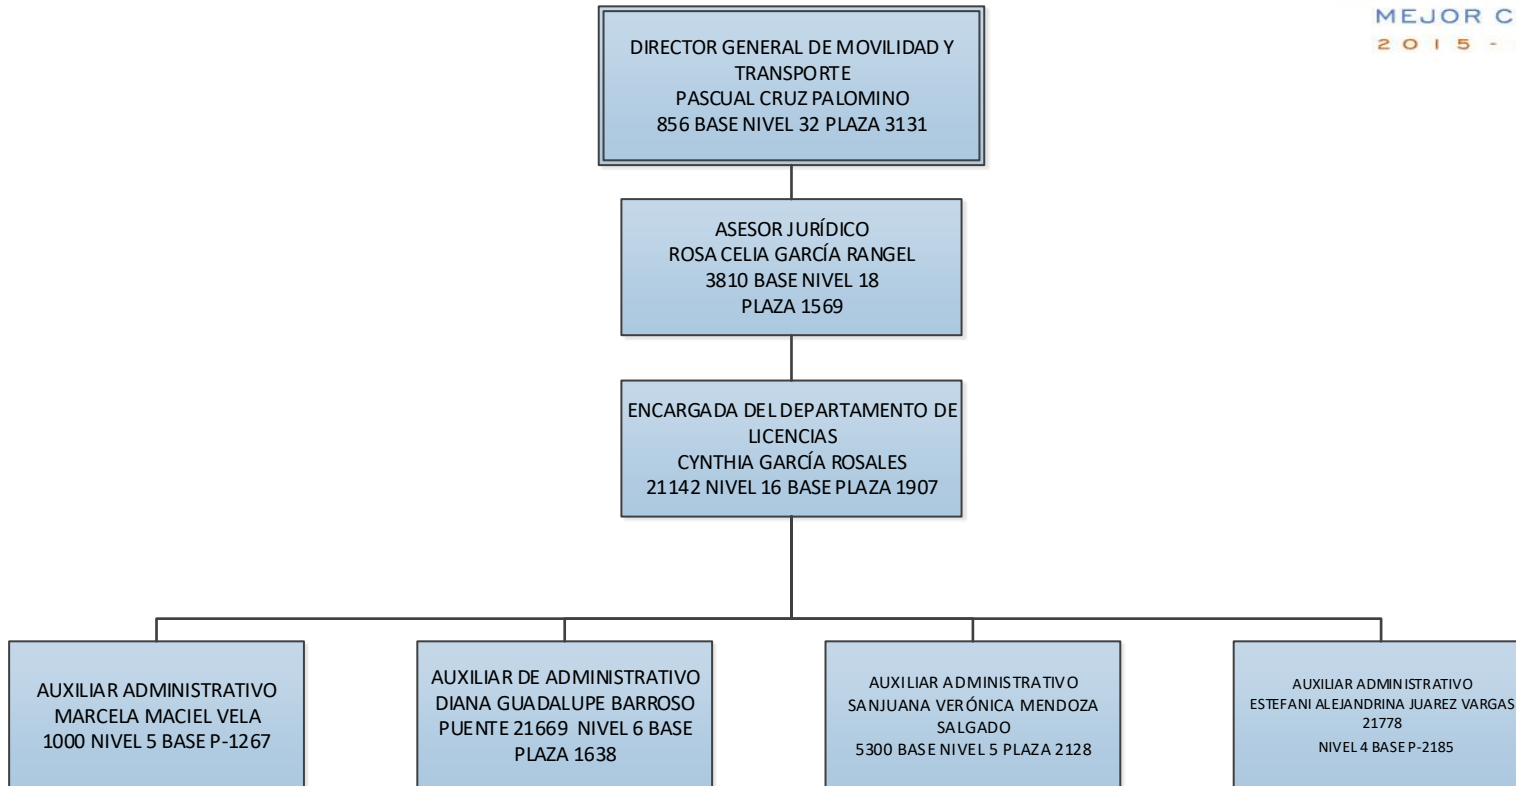 MEJOR C
2015 -
DIRECTOR GENERAL DE MOVILIDAD Y
TRANSPORTE
PASCUAL CRUZ PALOMINO
856 BASE NIVEL 32 PLAZA 3131
ASESOR JURÍDICO
ROSA CELIA GARCÍA RANGEL
3810 BASE NIVEL 18
PLAZA 1569
ENCARGADA DEL DEPARTAMENTO DE
LICENCIAS
CYNTHIA GARCÍA ROSALES
21142 NIVEL 16 BASE PLAZA 1907
AUXILIAR ADMINISTRATIVO
MARCELA MACIEL VELA
1000 NIVEL 5 BASE P-1267
AUXILIAR DE ADMINISTRATIVO
DIANA GUADALUPE BARROSO
PUENTE 21669 NIVEL 6 BASE
PLAZA 1638
AUXILIAR ADMINISTRATIVO
SANJUANA VERÓNICA MENDOZA
SALGADO
5300 BASE NIVEL 5 PLAZA 2128
AUXILIAR ADMINISTRATIVO
ESTEFANI ALEJANDRINA JUAREZ VARGAS
21778
NIVEL 4 BASE P-2185